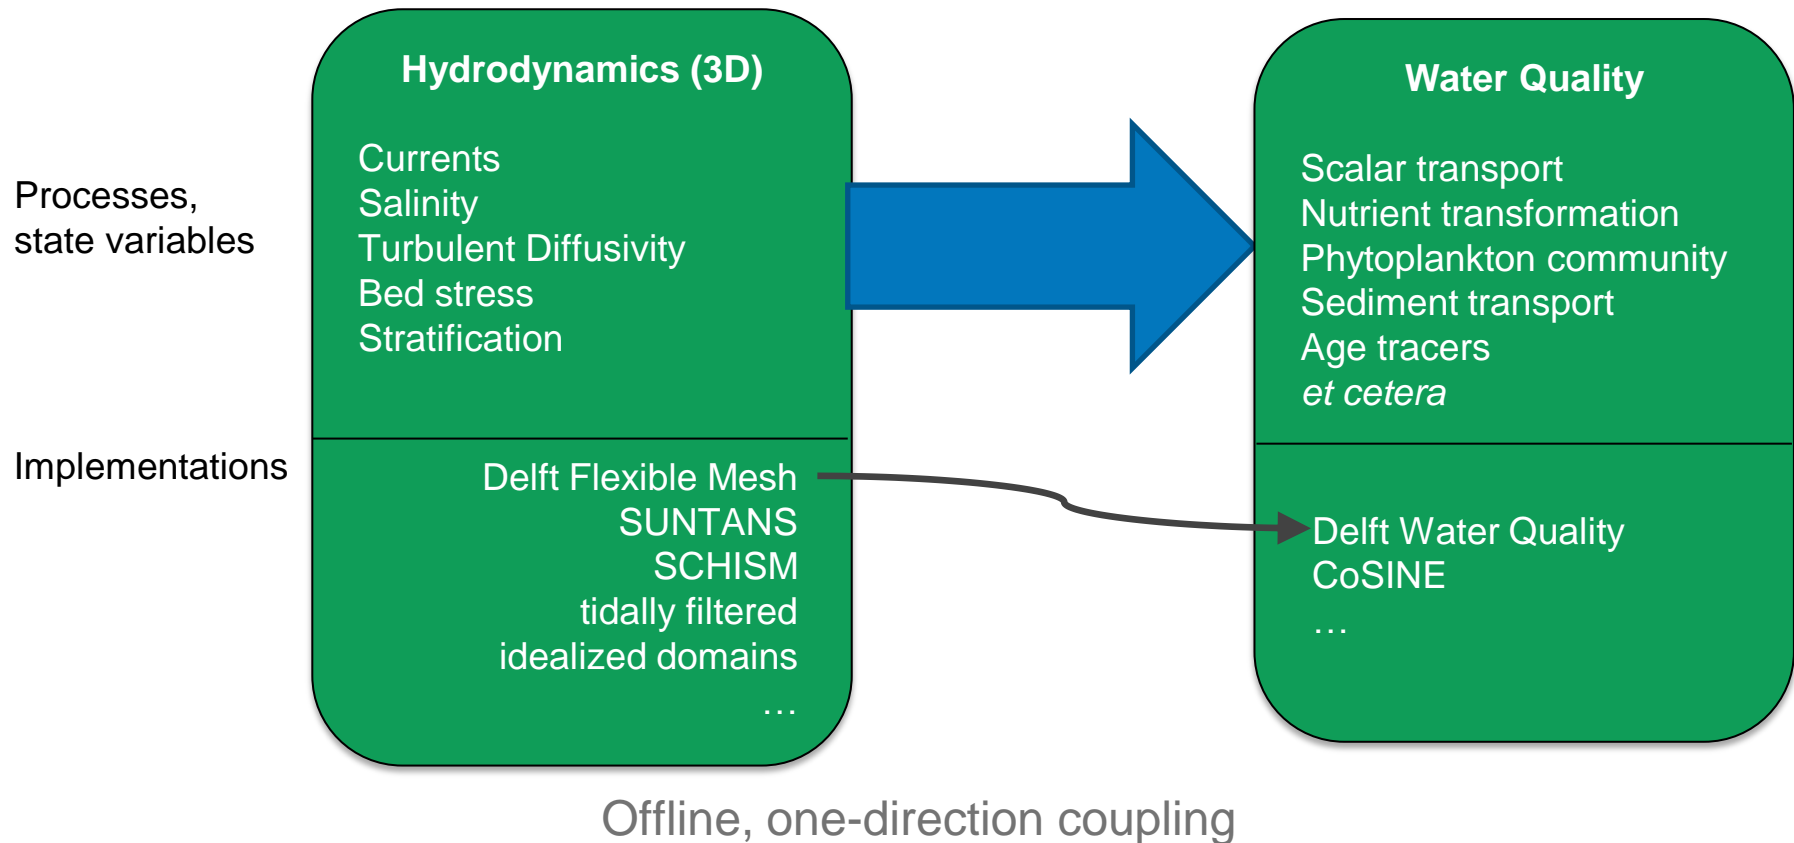 Processes,
state variables
Implementations
Hydrodynamics (3D)
Currents
Salinity
Turbulent Diffusivity
Bed stress
Stratification
Delft Flexible Mesh
SUNTANS
SCHISM
tidally filtered
idealized domains
…
Water Quality
Scalar transport
Nutrient transformation
Phytoplankton community
Sediment transport
Age tracers
et cetera
Delft Water Quality
CoSINE
…
Offline, one-direction coupling